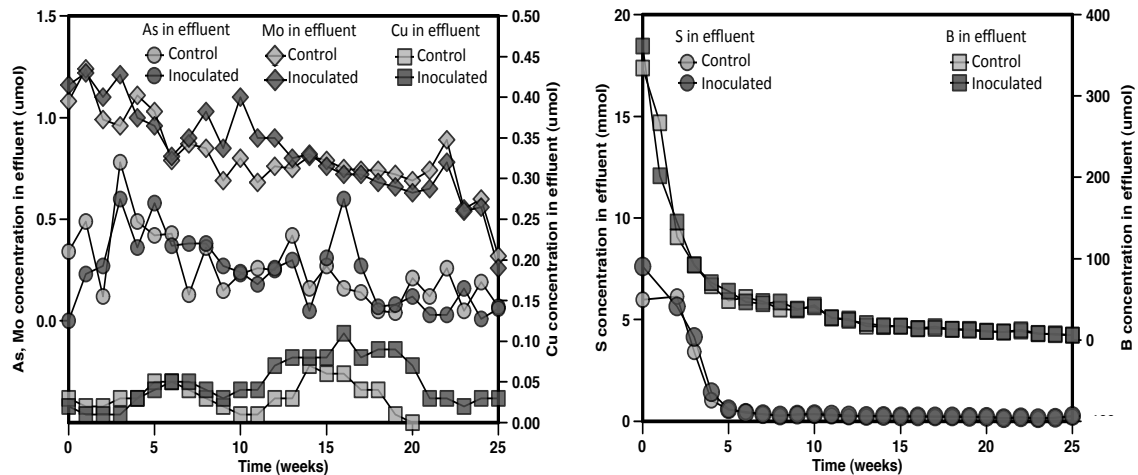 1.5
1.0
0.5
0.0
As, Mo concentration in effluent (umol)
As in effluent
Control
Inoculated
Mo in effluent
Control
Inoculated
Cu in effluent
Control
Inoculated
0.50
0.45
0.40
0.35
0.30
0.25
0.20
0.15
0.10
0.05
0.00
Cu concentration in effluent (umol)
0 5 10 15 20 25
Time (weeks)
20
15
10
5
0
S concentration in effluent (mmol)
S in effluent
Control
Inoculated
B in effluent
Control
Inoculated
400
300
200
100
0
B concentration in effluent (umol)
0 5 10 15 20 25
Time (weeks)